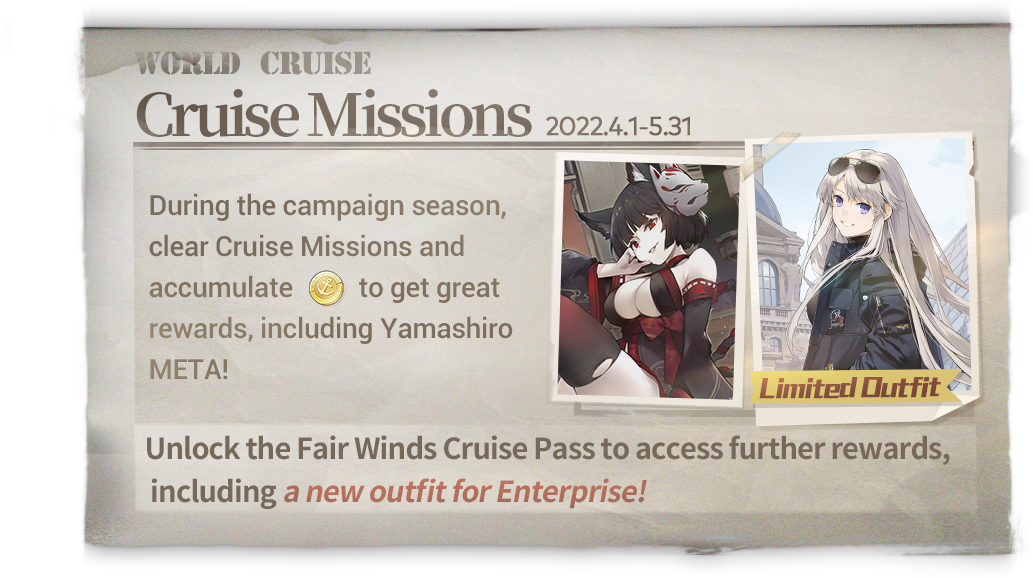 WORLD CRUISE
Cruise Missions 2022.4.1-5.31
During the campaign season,
clear Cruise Missions and
accumulate to get great
rewards, including Yamashiro
META!
Limited Outfit
Unlock the Fair Winds Cruise Pass to access further rewards,
including a new outfit for Enterprise!